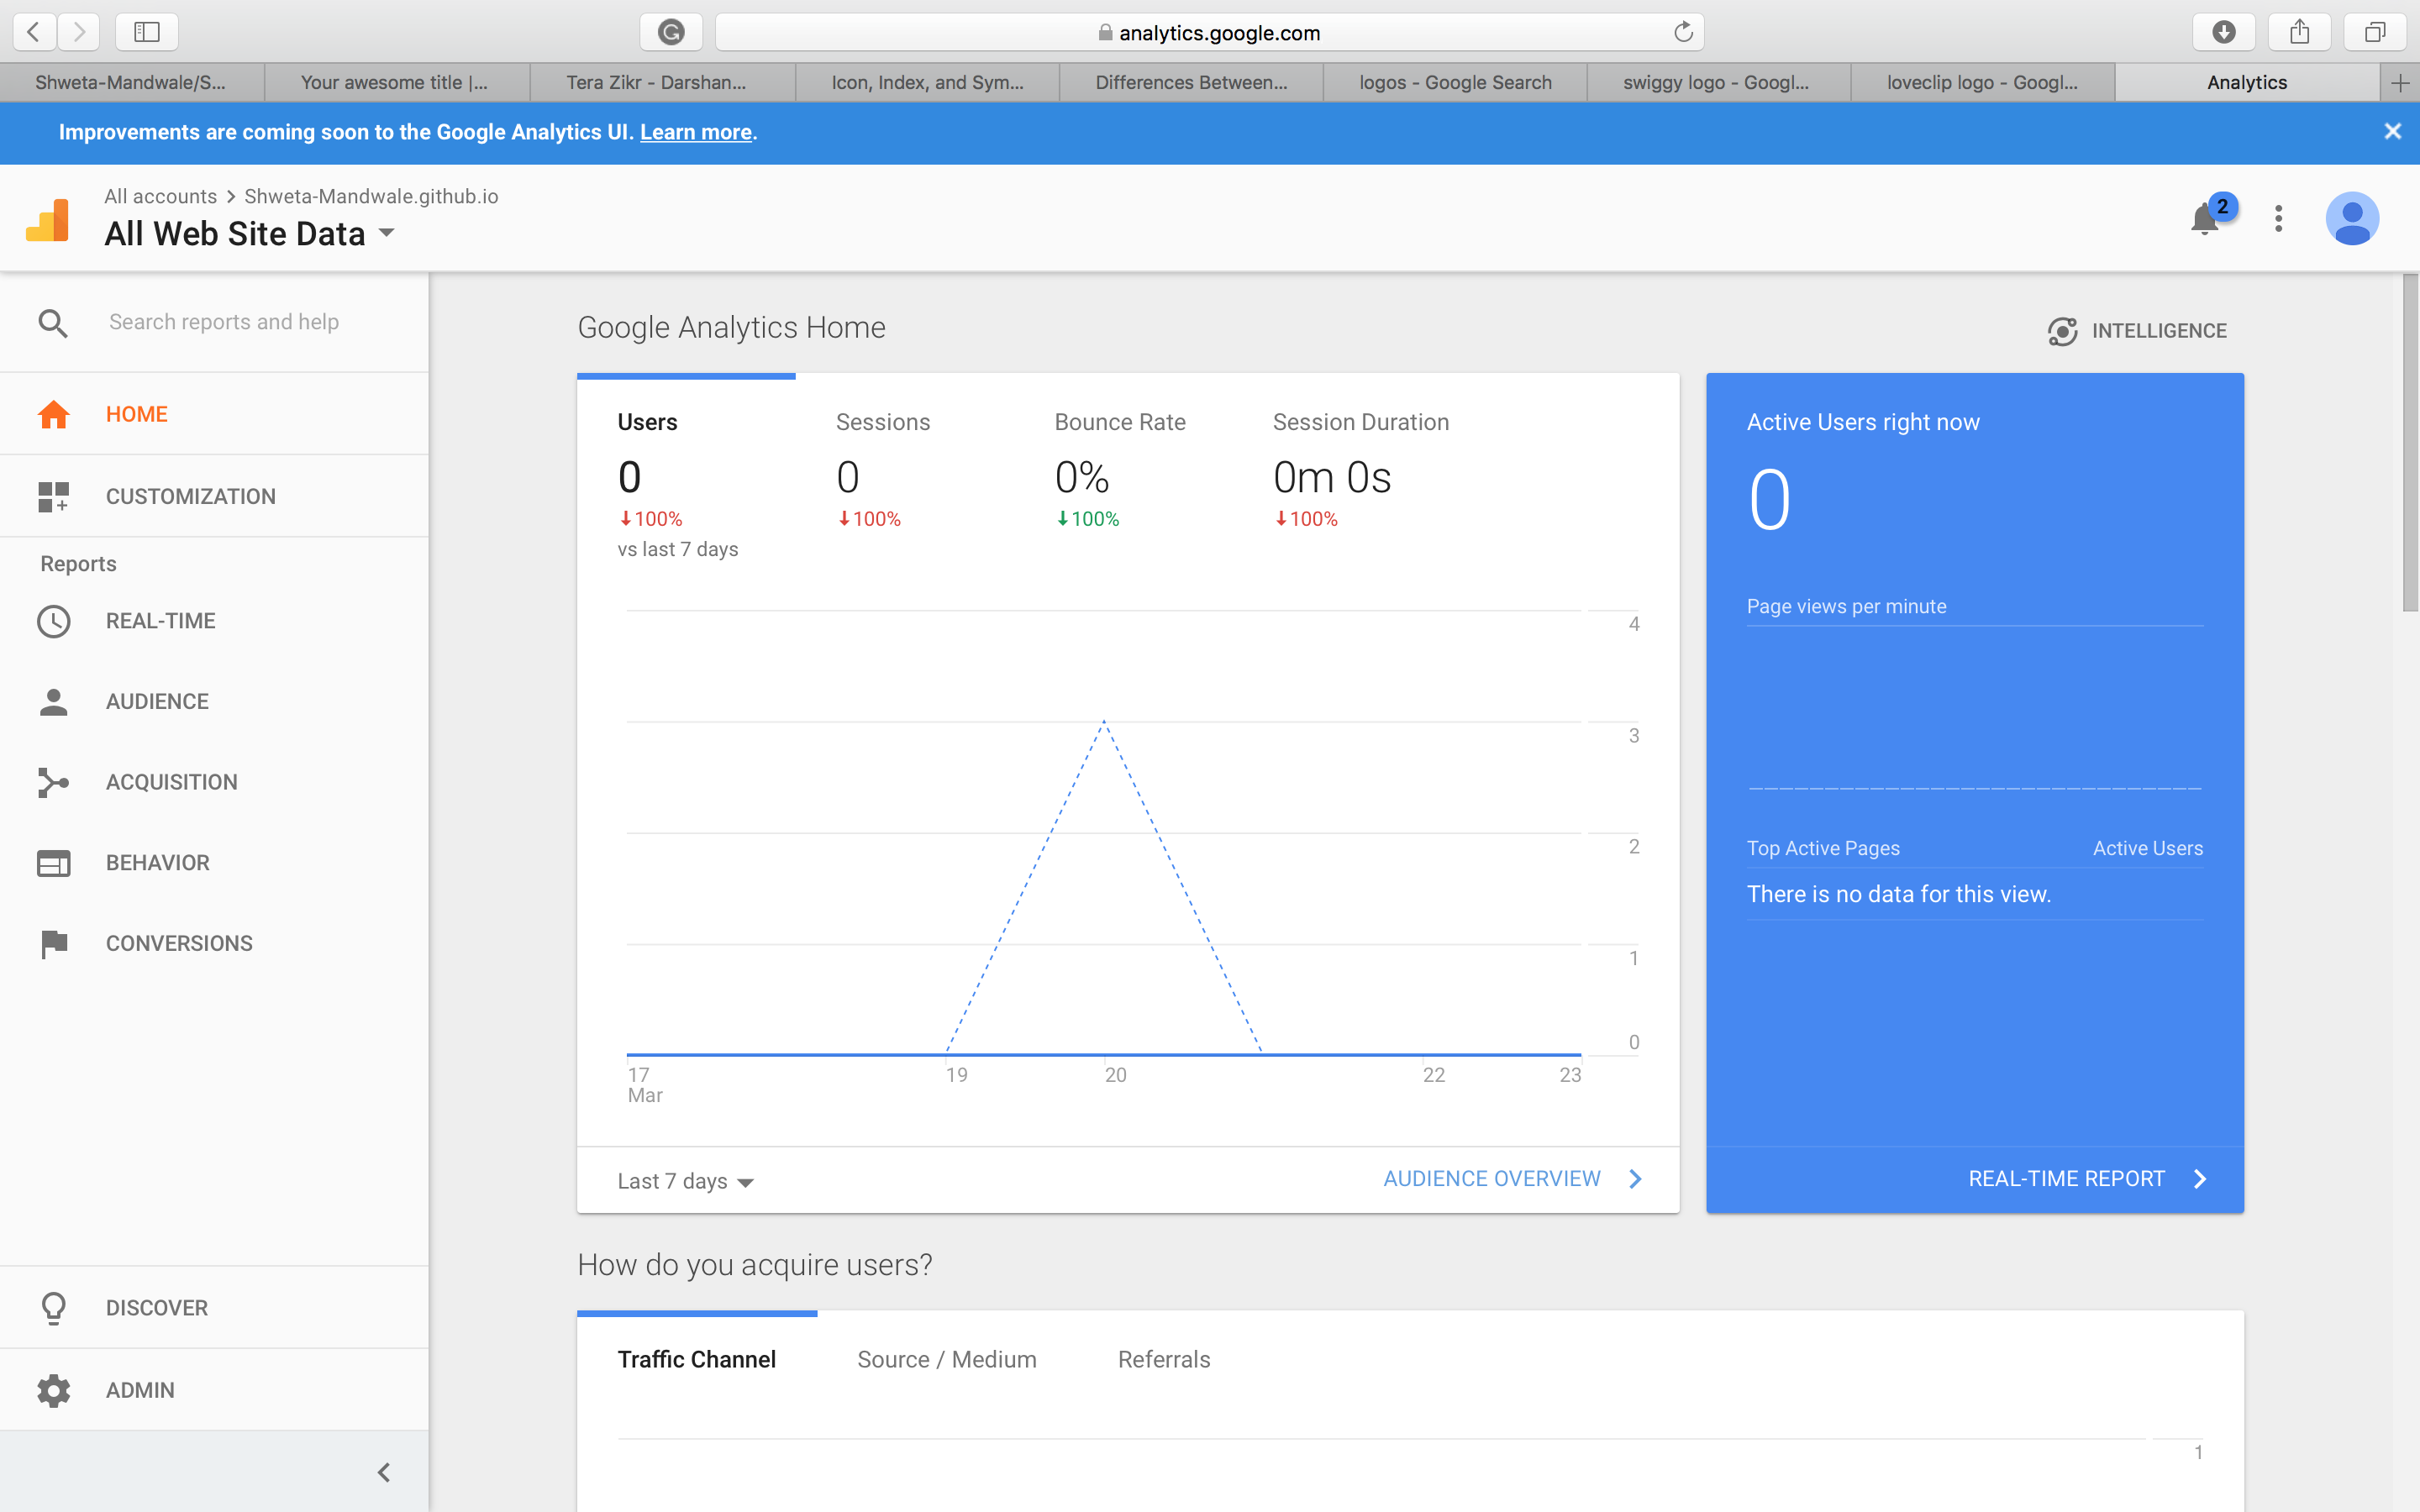 analytics.google.com
Shweta-Mandwale/S...
Your awesome title |...
Tera Zikr - Darshan...
Icon, Index, and Sym...
Differences Between...
logos - Google Search
swiggy logo - Googl...
loveclip logo - Googl...
Analytics
Improvements are coming soon to the Google Analytics UI. Learn more.
All accounts > Shweta-Mandwale.github.io
All Web Site Data
2
Search reports and help
HOME
CUSTOMIZATION
Reports
REAL-TIME
AUDIENCE
ACQUISITION
BEHAVIOR
CONVERSIONS
DISCOVER
ADMIN
Google Analytics Home
INTELLIGENCE
Users
0
100%
vs last 7 days
Sessions
0
100%
Bounce Rate
0%
100%
Session Duration
0m 0s
100%
4
3
2
1
0
17
Mar
19
20
22
23
Last 7 days
AUDIENCE OVERVIEW
Active Users right now
0
Page views per minute
Top Active Pages
Active Users
There is no data for this view.
REAL-TIME REPORT
How do you acquire users?
Traffic Channel
Source / Medium
Referrals
1